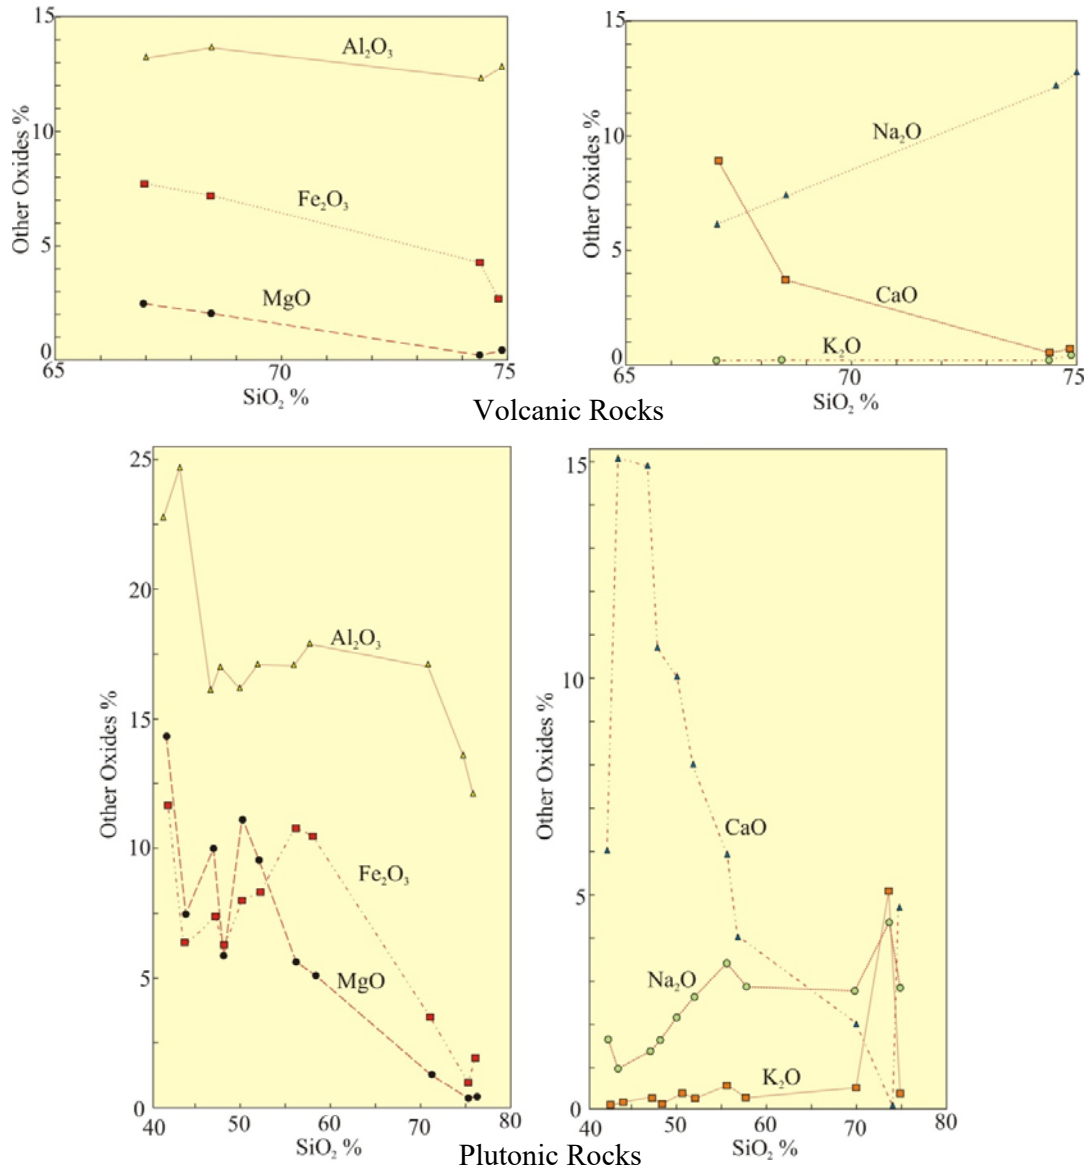 15
10
5
0
65
70
75
Other Oxides %
SiO₂ %
Al₂O₃
Fe₂O₃
MgO
15
10
5
0
65
70
75
Other Oxides %
SiO₂ %
Na₂O
CaO
K₂O
Volcanic Rocks
25
20
15
10
5
0
40
50
60
70
80
Other Oxides %
SiO₂ %
Al₂O₃
Fe₂O₃
MgO
15
10
5
0
40
50
60
70
80
Other Oxides %
SiO₂ %
CaO
Na₂O
K₂O
Plutonic Rocks